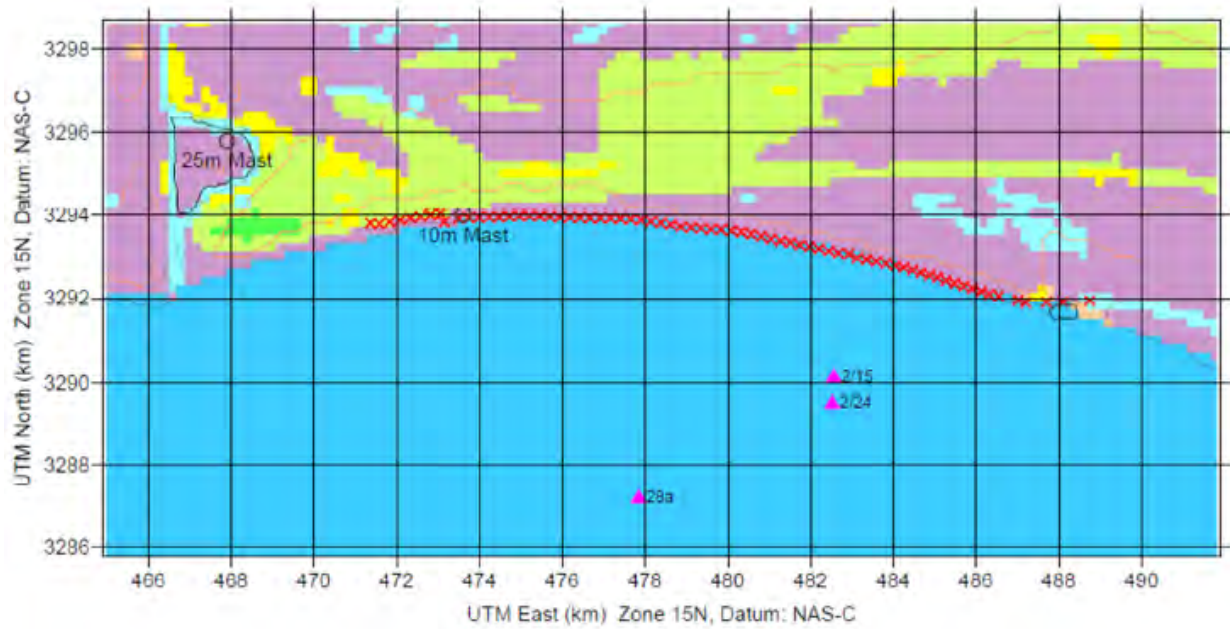 3298
3296
3294
3292
3290
3288
3286
UTM North (km) Zone 15N, Datum: NAS-C
25m Mast
10m Mast
2/15
2/24
28a
466 468 470 472 474 476 478 480 482 484 486 488 490
UTM East (km) Zone 15N, Datum: NAS-C